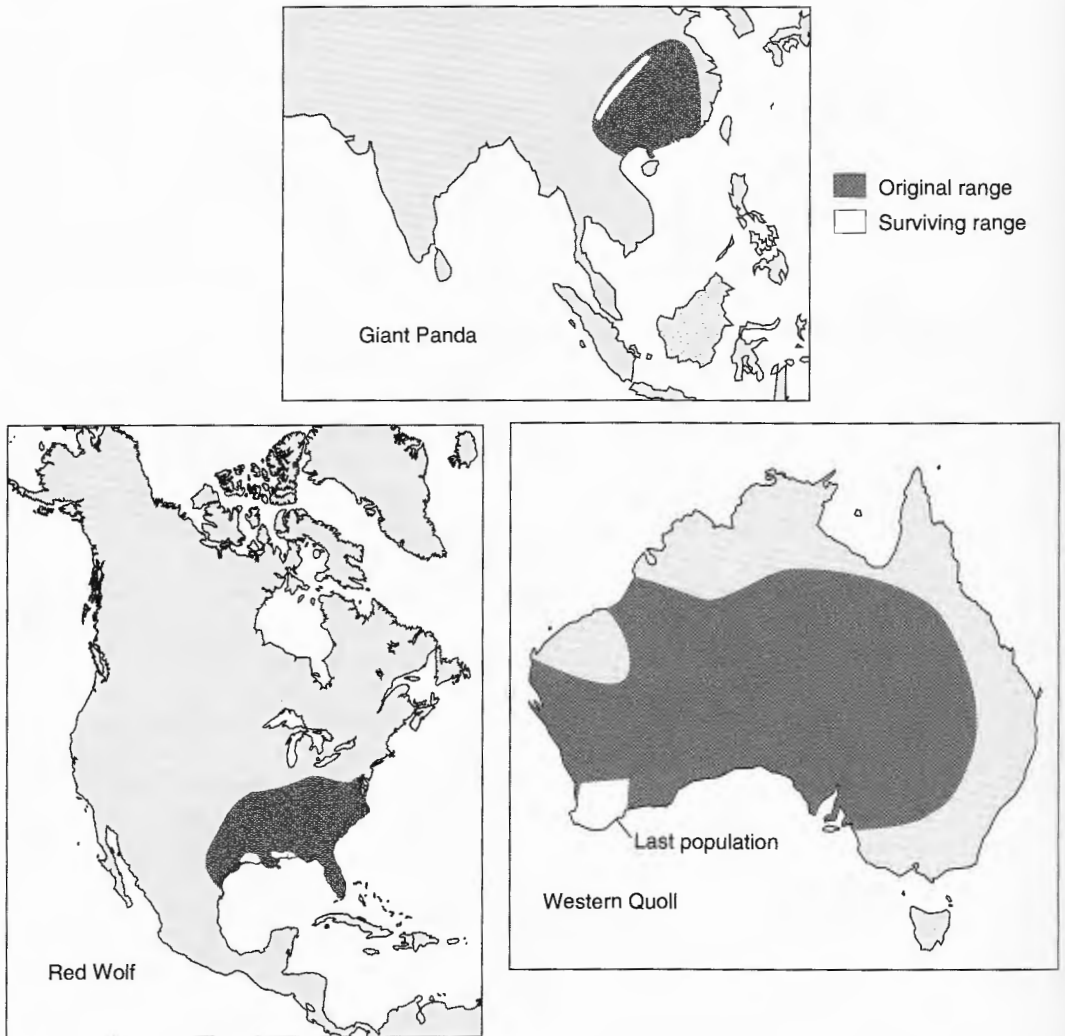 Giant Panda
Original range
Surviving range
Red Wolf
Last population
Western Quoll